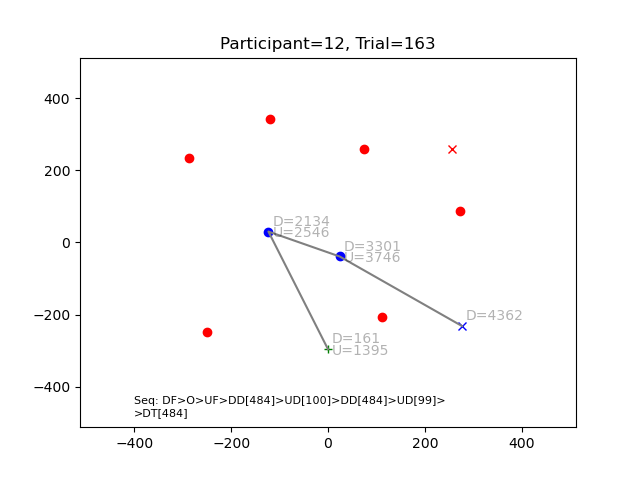 Participant=12, Trial=163
400
200
0
−200
−400
D=2134
U=2546
D=3301
U=3746
D=4362
D=161
U=1395
Seq: DF>O>UF>DD[484]>UD[100]>DD[484]>UD[99]>
>DT[484]
−400
−200
0
200
400